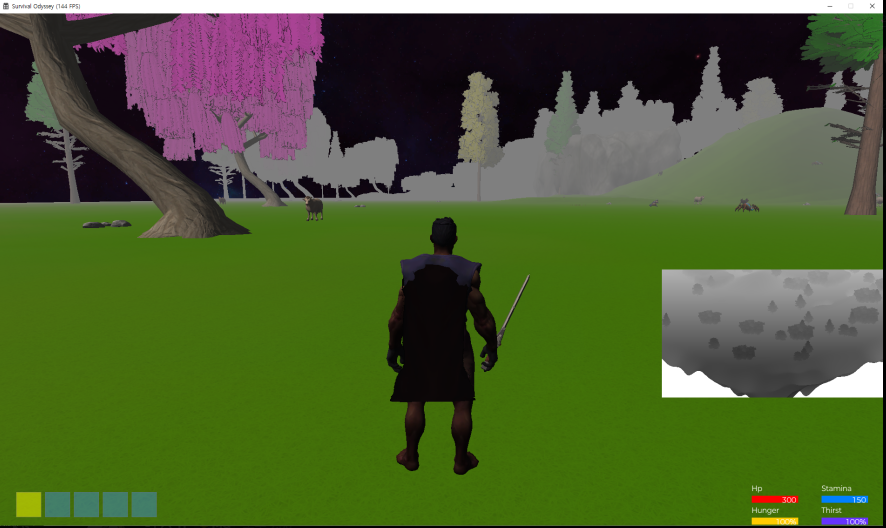 Survival Odyssey (144 FPS)
Hp Stamina
300 150
Hunger Thirst
100% 100%